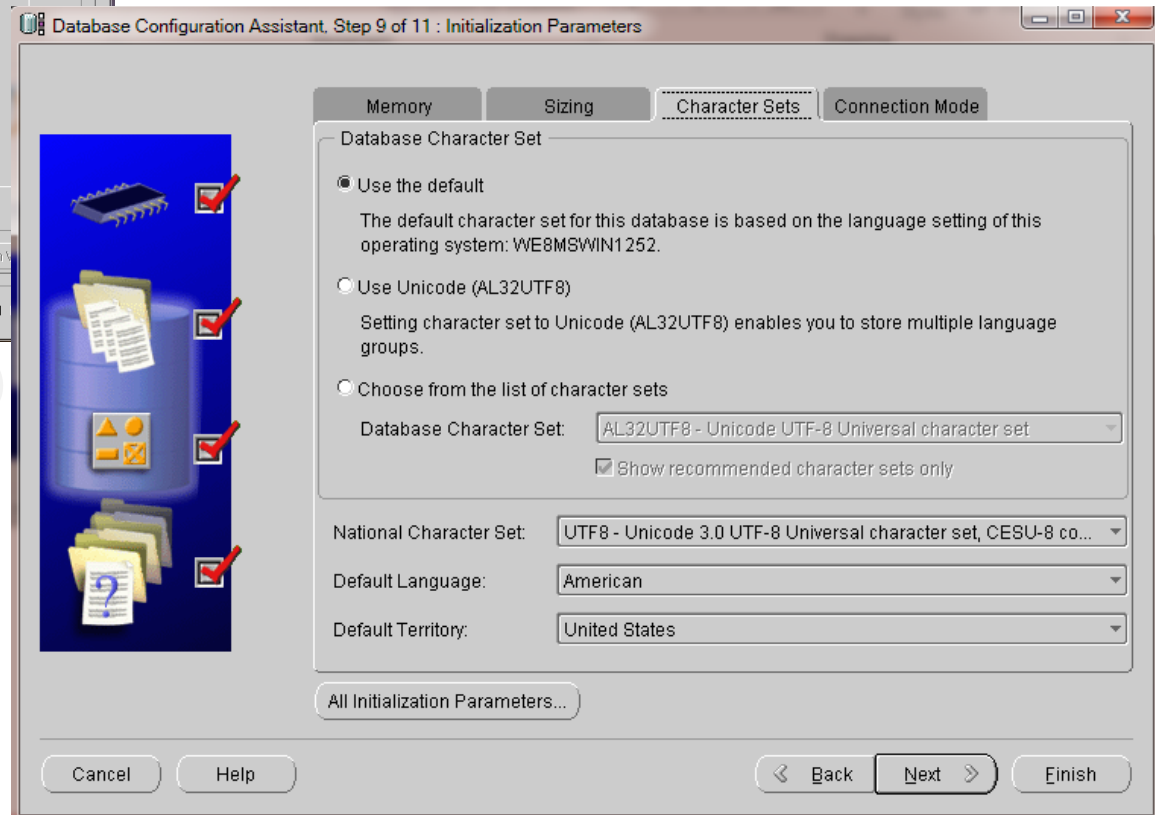 Database Configuration Assistant, Step 9 of 11 : Initialization Parameters
Memory
Sizing
Character Sets
Connection Mode
Database Character Set
Use the default
The default character set for this database is based on the language setting of this
operating system: WE8MSWIN1252.
Use Unicode (AL32UTF8)
Setting character set to Unicode (AL32UTF8) enables you to store multiple language
groups.
Choose from the list of character sets
Database Character Set: AL32UTF8 - Unicode UTF-8 Universal character set
Show recommended character sets only
National Character Set: UTF8 - Unicode 3.0 UTF-8 Universal character set, CESU-8 co...
Default Language: American
Default Territory: United States
?
All Initialization Parameters...
Cancel
Help
Back
Next
Finish